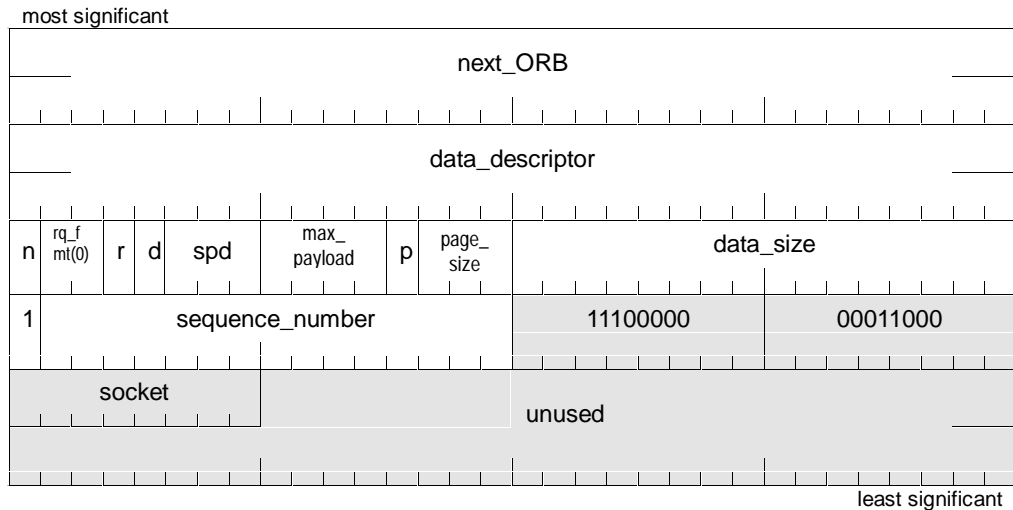 most significant
next_ORB
data_descriptor
n rq_f mt(0) r d spd max_ payload p page_ size data_size
1 sequence_number 11100000 00011000
socket
unused
least significant